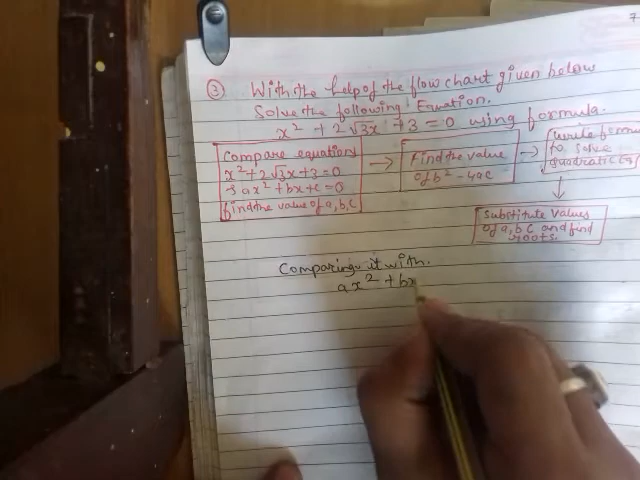 7
③ With the help of the flow chart given below
Solve the following Equation.
x² + 2√3x + 3 = 0 using formula.
Compare equations
x² + 2√3x + 3 = 0
→ ax² + bx + c = 0
find the value of a, b, c
→
Find the value
of b² - 4ac
→
Write formula
to solve
quadratic Eq
↓
Substitute values
of a, b, c and find
roots.
Comparing it with.
ax² + bx